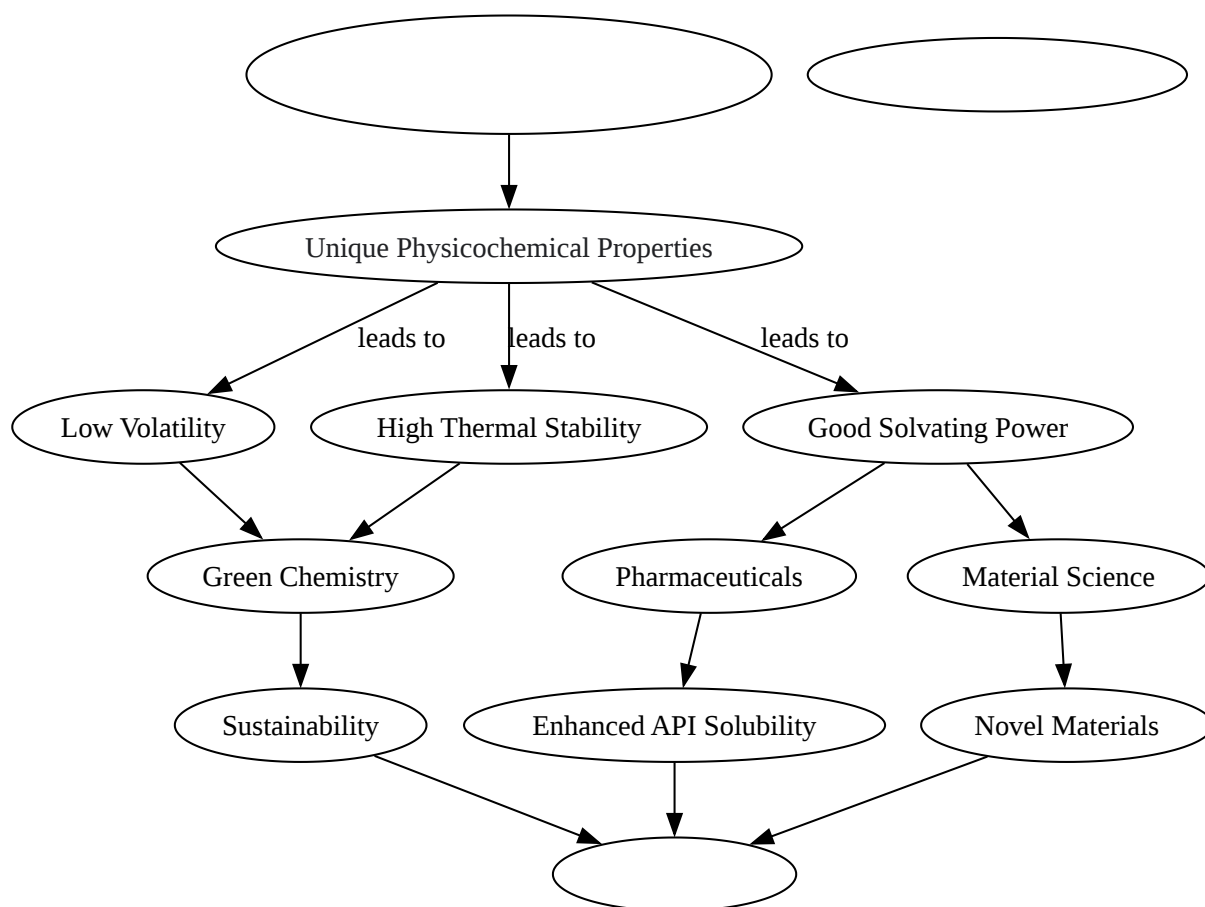 Unique Physicochemical Properties
leads to
leads to
leads to
Low Volatility
High Thermal Stability
Good Solvating Power
Green Chemistry
Pharmaceuticals
Material Science
Sustainability
Enhanced API Solubility
Novel Materials